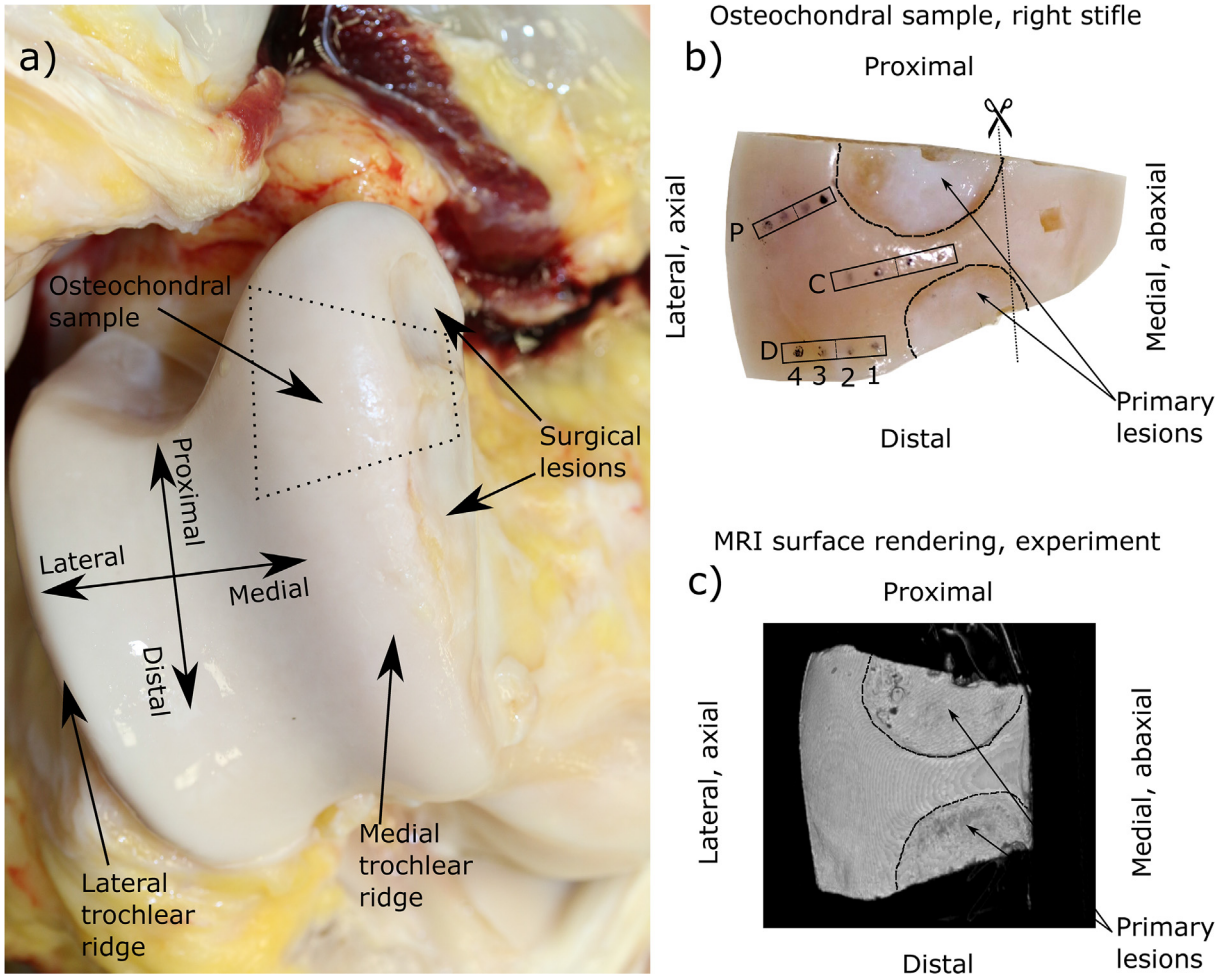 a)
Osteochondral
sample
Surgical
lesions
Proximal
Lateral
Medial
Distal
Lateral
trochlear
ridge
Medial
trochlear
ridge
Osteochondral sample, right stifle
b)
Proximal
Lateral, axial
Medial, abaxial
P
C
D
4 3 2 1
Distal
Primary
lesions
MRI surface rendering, experiment
c)
Proximal
Lateral, axial
Medial, abaxial
Distal
Primary
lesions